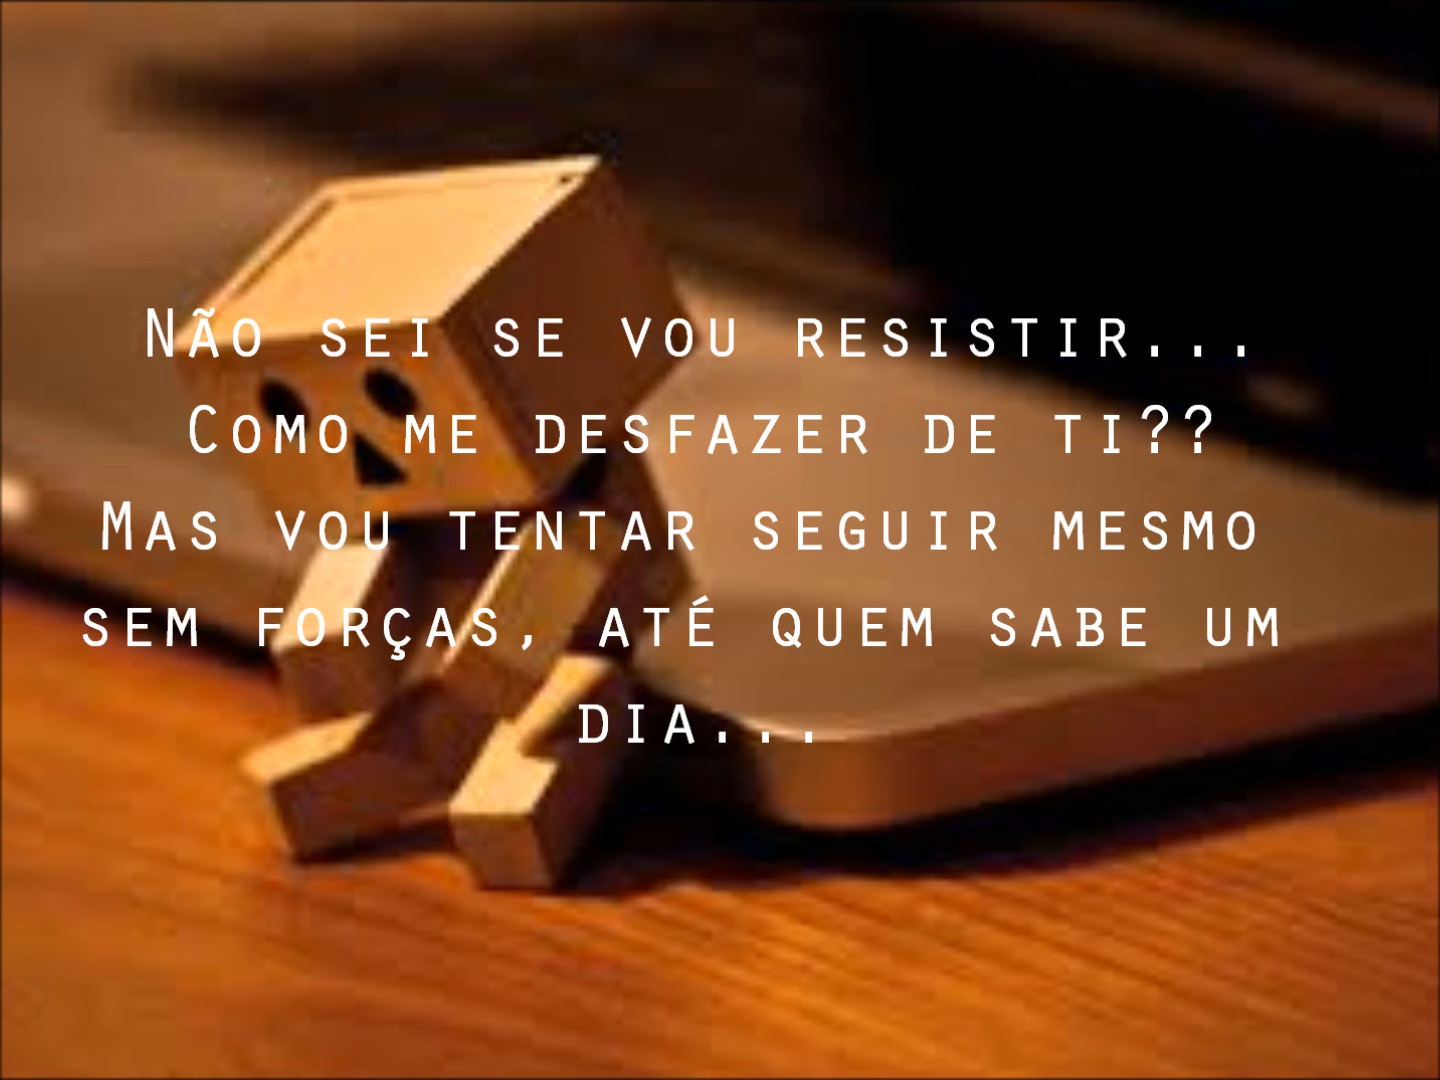 Não sei se vou resistir...
Como me desfazer de ti??
Mas vou tentar seguir mesmo
sem forças, até quem sabe um
dia...